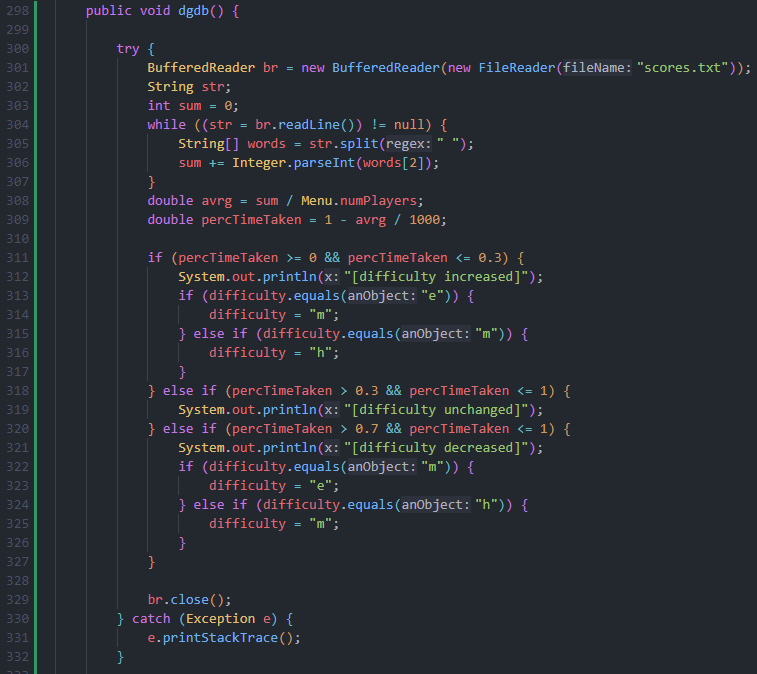 298 public void dgdb() {
299
300 try {
301 BufferedReader br = new BufferedReader(new FileReader(fileName: "scores.txt"));
302 String str;
303 int sum = 0;
304 while ((str = br.readLine()) != null) {
305 String[] words = str.split(regex: " ");
306 sum += Integer.parseInt(words[2]);
307 }
308 double avrg = sum / Menu.numPlayers;
309 double percTimeTaken = 1 - avrg / 1000;
310
311 if (percTimeTaken >= 0 && percTimeTaken <= 0.3) {
312 System.out.println(x: "[difficulty increased]");
313 if (difficulty.equals(anObject: "e")) {
314 difficulty = "m";
315 } else if (difficulty.equals(anObject: "m")) {
316 difficulty = "h";
317 }
318 } else if (percTimeTaken > 0.3 && percTimeTaken <= 1) {
319 System.out.println(x: "[difficulty unchanged]");
320 } else if (percTimeTaken > 0.7 && percTimeTaken <= 1) {
321 System.out.println(x: "[difficulty decreased]");
322 if (difficulty.equals(anObject: "m")) {
323 difficulty = "e";
324 } else if (difficulty.equals(anObject: "h")) {
325 difficulty = "m";
326 }
327 }
328
329 br.close();
330 } catch (Exception e) {
331 e.printStackTrace();
332 }